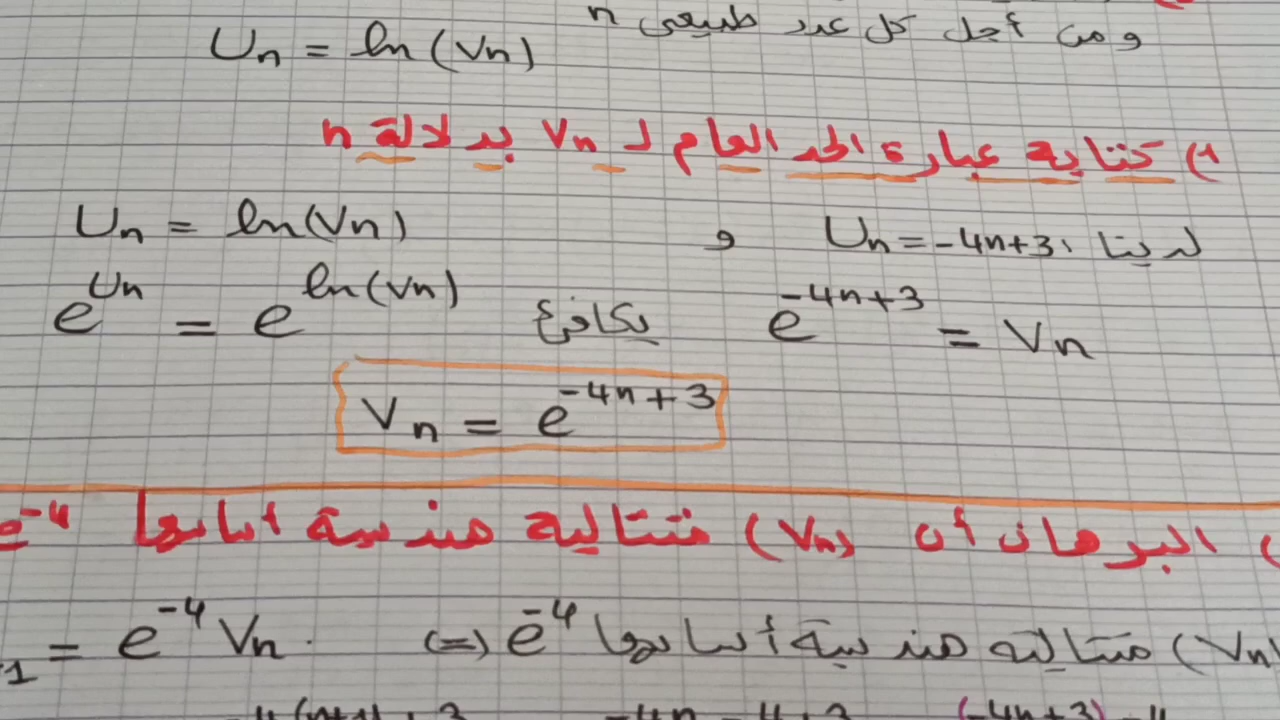 ومن أجل كل عدد طبيعي n
Un = ln(Vn)
1) كتابة عبارة الحد العام لـ Vn بدلالة n
لدينا Un = -4n+3، و Un = ln(Vn)
e^Un = e^ln(Vn) يكافئ e^-4n+3 = Vn
Vn = e^-4n+3
) البرهان أن (Vn) متتالية هندسية أساسها e^-4
(Vn) متتالية هندسية أساسها e^-4 (=) 1 = e^-4 Vn.